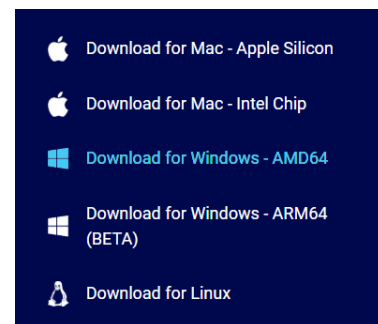 Download for Mac - Apple Silicon
Download for Mac - Intel Chip
Download for Windows - AMD64
Download for Windows - ARM64
(BETA)
Download for Linux